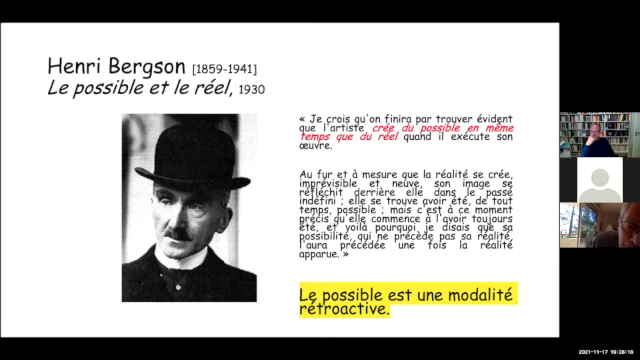 Henri Bergson [1859-1941]
Le possible et le réel, 1930
« Je crois qu'on finira par trouver évident
que l'artiste crée du possible en même
temps que du réel quand il exécute son
œuvre.
Au fur et à mesure que la réalité se crée,
imprévisible et neuve, son image se
réfléchit derrière elle dans le passé
indéfini ; elle se trouve avoir été, de tout
temps, possible ; mais c'est à ce moment
précis qu'elle commence à l'avoir toujours
été, et voilà pourquoi je disais que sa
possibilité, qui ne précède pas sa réalité,
l'aura précédée une fois la réalité
apparue. »
Le possible est une modalité
rétroactive.
2021-11-17 19:28:16